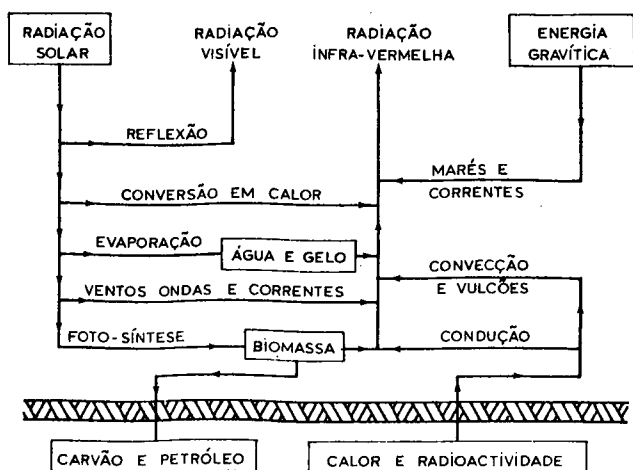 RADIAÇÃO
SOLAR
RADIAÇÃO
VISÍVEL
RADIAÇÃO
ÍNFRA-VERMELHA
ENERGIA
GRAVÍTICA
REFLEXÃO
MARÉS E
CORRENTES
CONVERSÃO EM CALOR
EVAPORAÇÃO
ÁGUA E GELO
CONVECÇÃO
E VULCÕES
VENTOS ONDAS E CORRENTES
FOTO-SÍNTESE
BIOMASSA
CONDUÇÃO
CARVÃO E PETRÓLEO
CALOR E RADIOACTIVIDADE